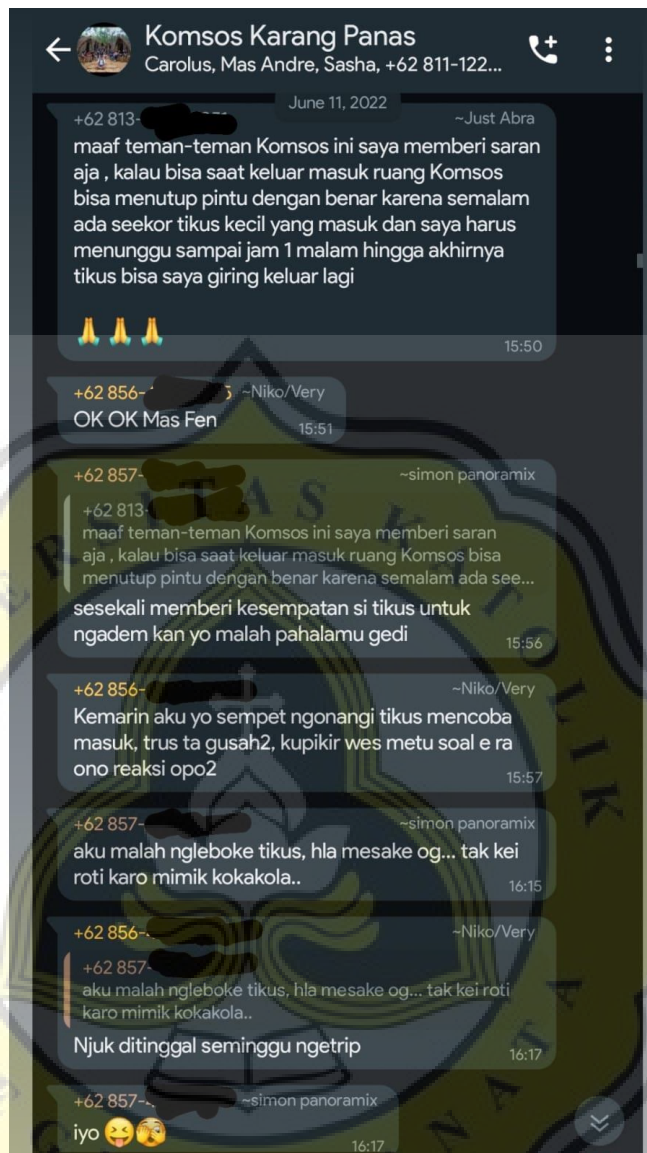 Komsos Karang Panas
Carolus, Mas Andre, Sasha, +62 811-122...
June 11, 2022
+62 813- ~Just Abra
maaf teman-teman Komsos ini saya memberi saran
aja , kalau bisa saat keluar masuk ruang Komsos
bisa menutup pintu dengan benar karena semalam
ada seekor tikus kecil yang masuk dan saya harus
menunggu sampai jam 1 malam hingga akhirnya
tikus bisa saya giring keluar lagi
🙏 🙏 🙏
15:50
+62 856- ~Niko/Very
OK OK Mas Fen
15:51
+62 857- ~simon panoramix
+62 813-
maaf teman-teman Komsos ini saya memberi saran
aja , kalau bisa saat keluar masuk ruang Komsos bisa
menutup pintu dengan benar karena semalam ada see...
sesekali memberi kesempatan si tikus untuk
ngadem kan yo malah pahalamu gedi
15:56
+62 856- ~Niko/Very
Kemarin aku yo sempet ngonangi tikus mencoba
masuk, trus ta gusah2, kupikir wes metu soal e ra
ono reaksi opo2
15:57
+62 857- ~simon panoramix
aku malah ngleboke tikus, hla mesake og... tak kei
roti karo mimik kokakola..
16:15
+62 856- ~Niko/Very
+62 857-
aku malah ngleboke tikus, hla mesake og... tak kei roti
karo mimik kokakola..
Njuk ditinggal seminggu ngetrip
16:17
+62 857- ~simon panoramix
iyo 😝🫣
16:17